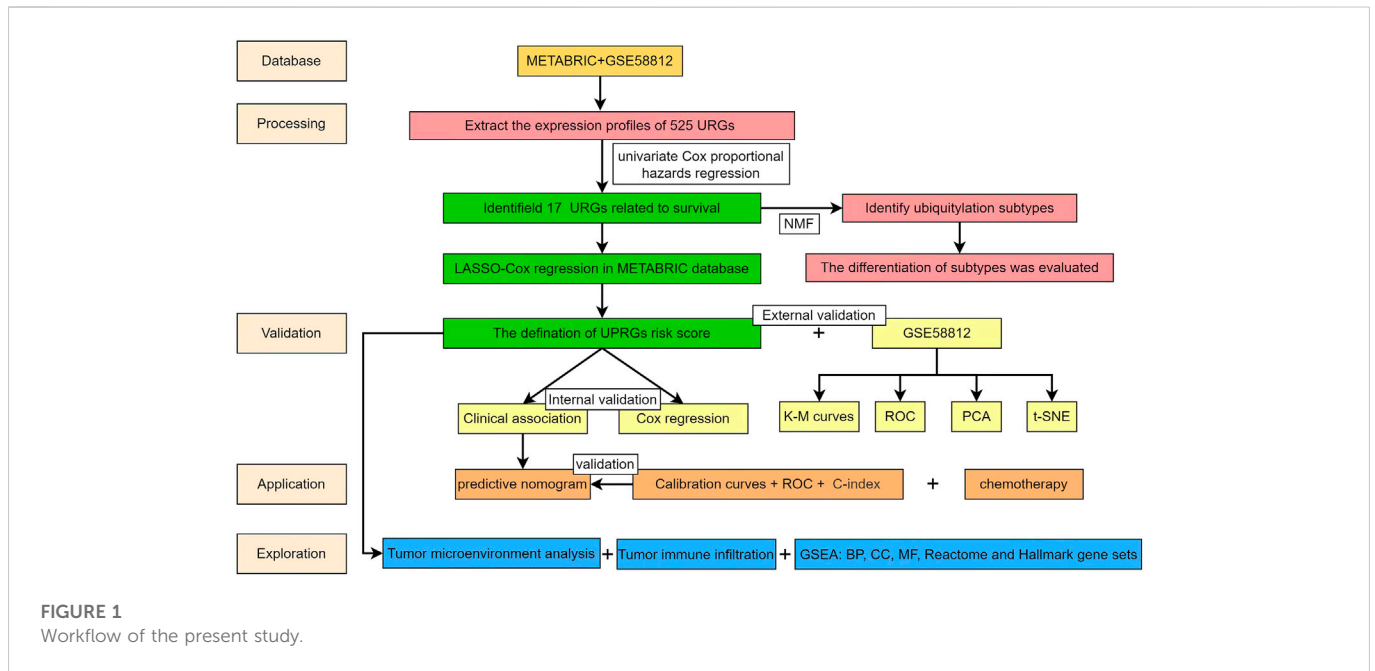 Database
METABRIC+GSE58812
Processing
Extract the expression profiles of 525 URGs
univariate Cox proportional
hazards regression
Identifield 17 URGs related to survival
NMF
Identify ubiquitylation subtypes
LASSO-Cox regression in METABRIC database
The differentiation of subtypes was evaluated
Validation
The defination of UPRGs risk score
External validation
+
GSE58812
Internal validation
Clinical association
Cox regression
K-M curves
ROC
PCA
t-SNE
Application
predictive nomogram
validation
Calibration curves + ROC + C-index
+
chemotherapy
Exploration
Tumor microenvironment analysis
+
Tumor immune infiltration
+
GSEA: BP, CC, MF, Reactome and Hallmark gene sets
FIGURE 1
Workflow of the present study.